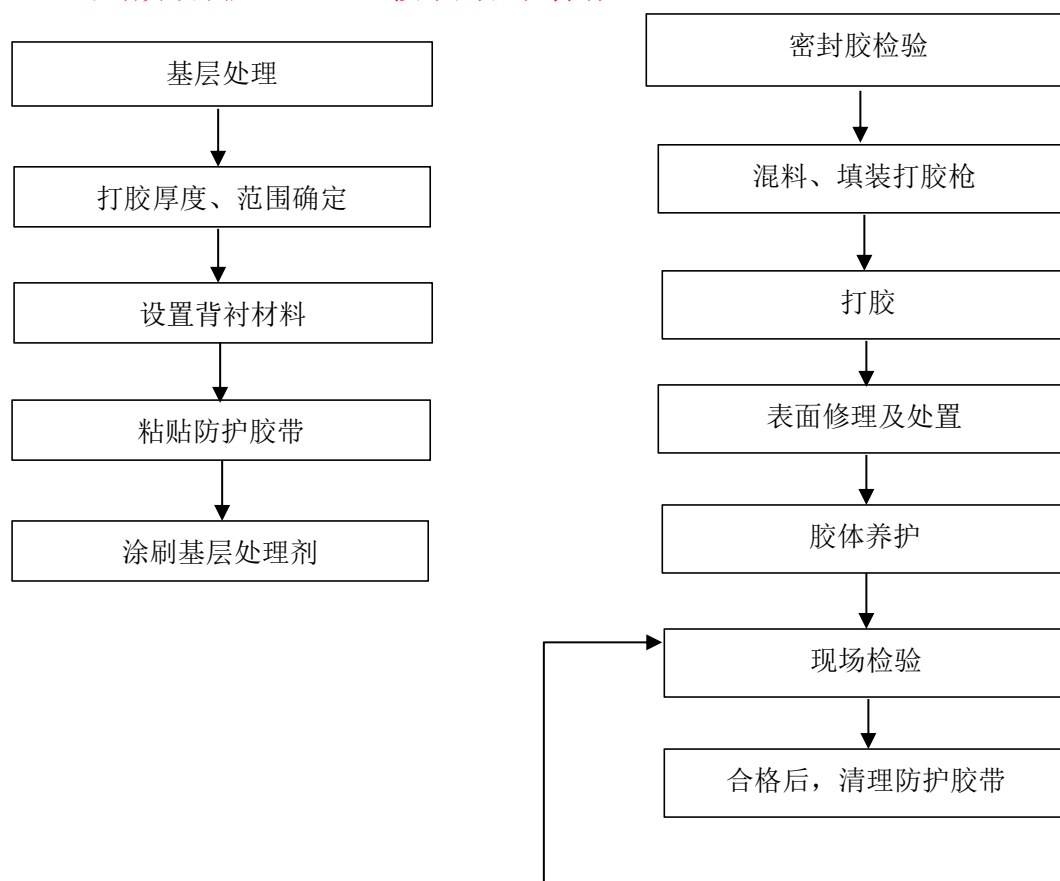 基层处理
打胶厚度、范围确定
设置背衬材料
粘贴防护胶带
涂刷基层处理剂
密封胶检验
混料、填装打胶枪
打胶
表面修理及处置
胶体养护
现场检验
合格后，清理防护胶带